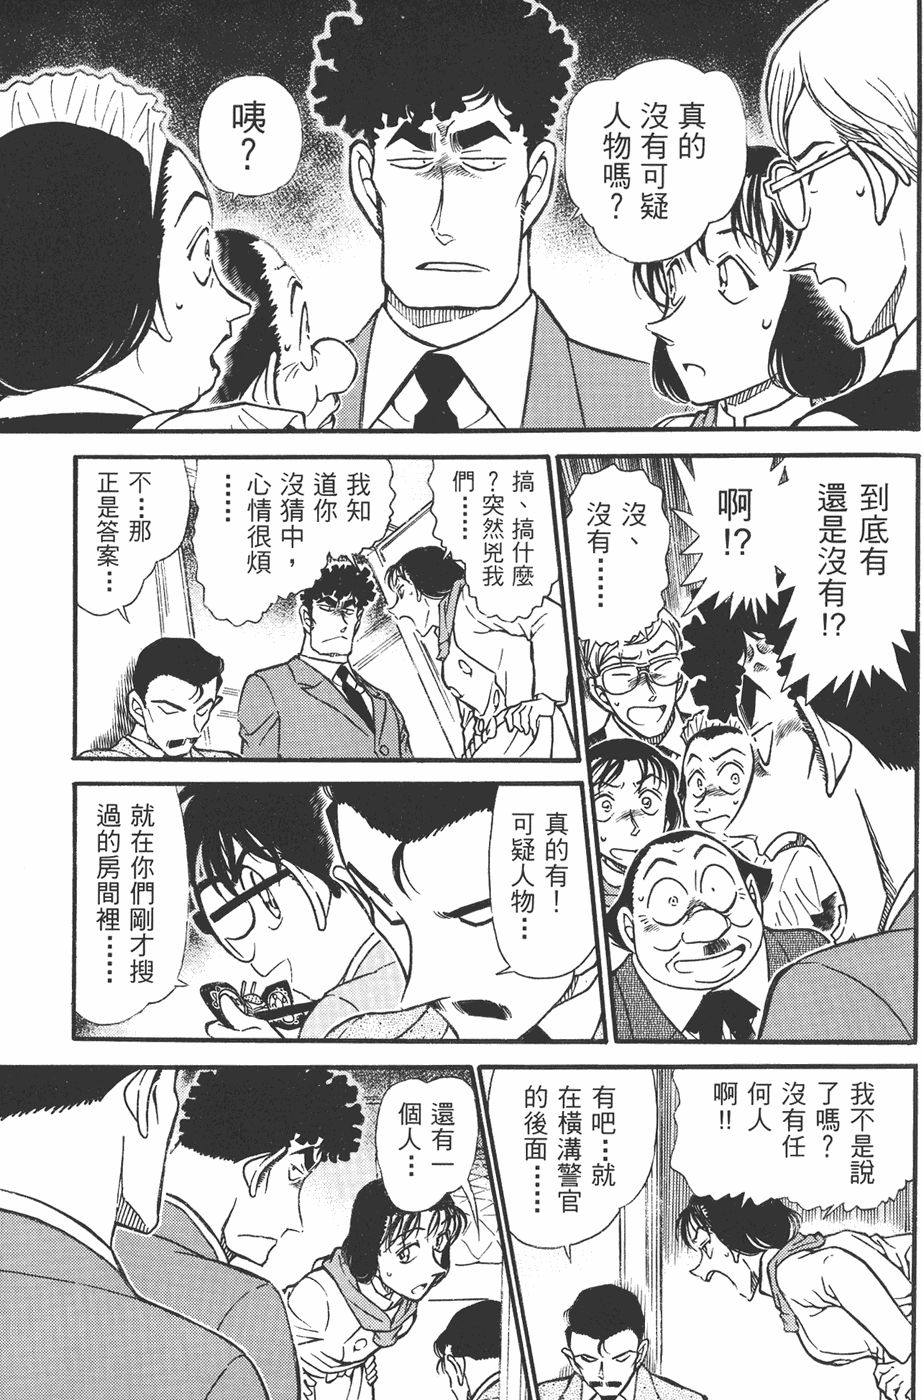 真的
沒有可疑
人物嗎？
咦？
到底有
還是沒有!?
啊!?
沒、
沒有……
搞、搞什麼
？突然兇我
們……
我知
道你
沒猜中，
心情很煩
……
不…那
正是答案…
真的有！
可疑人物…
就在你們剛才搜
過的房間裡……
我不是說
了嗎？
沒有任
何人
啊!!
有吧…就
在橫溝警官
的後面……
還有一
個人…